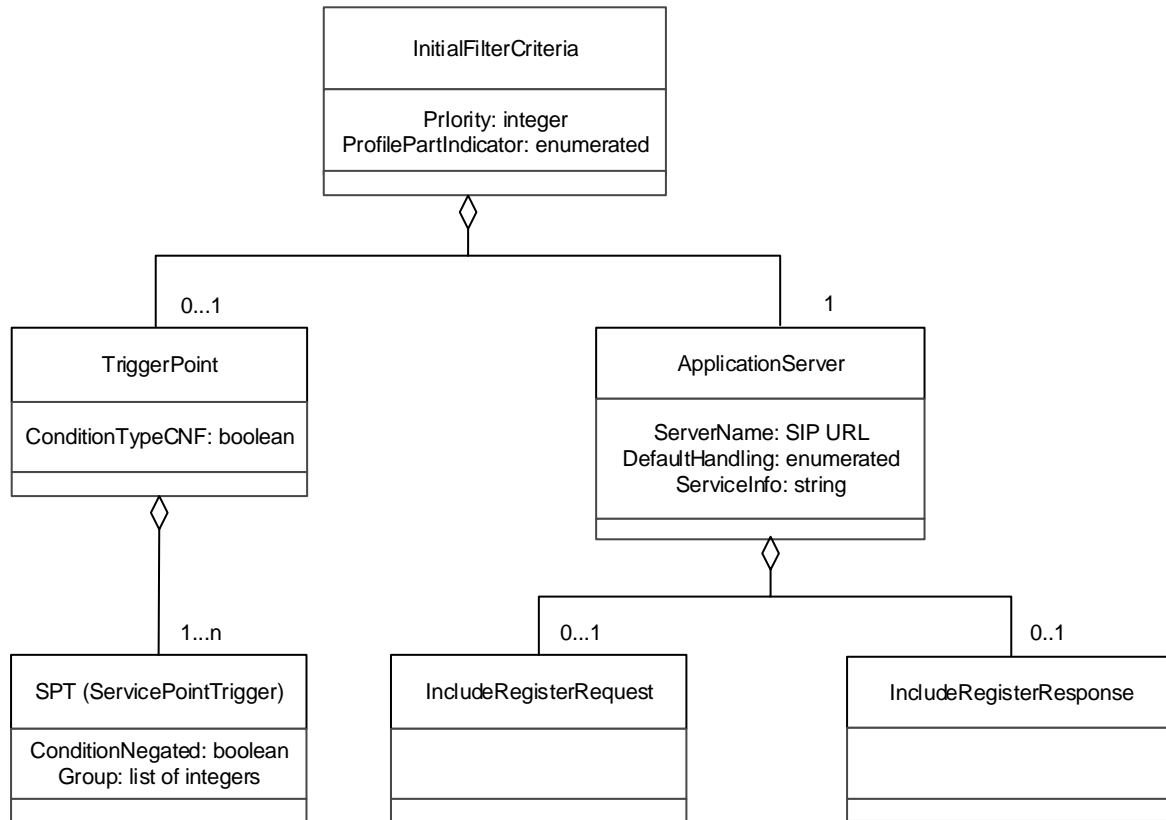 InitialFilterCriteria
PrIority: integer
ProfilePartIndicator: enumerated
0...1
1
TriggerPoint
ApplicationServer
ConditionTypeCNF: boolean
ServerName: SIP URL
DefaultHandling: enumerated
ServiceInfo: string
1...n
0...1
0..1
SPT (ServicePointTrigger)
IncludeRegisterRequest
IncludeRegisterResponse
ConditionNegated: boolean
Group: list of integers